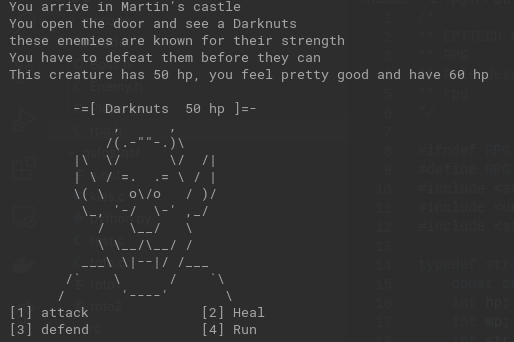 You arrive in Martin's castle
You open the door and see a Darknuts
these enemies are known for their strength
You have to defeat them before they can
This creature has 50 hp, you feel pretty good and have 60 hp
-=[ Darknuts  50 hp ]=-
[1] attack [2] Heal
[3] defend [4] Run